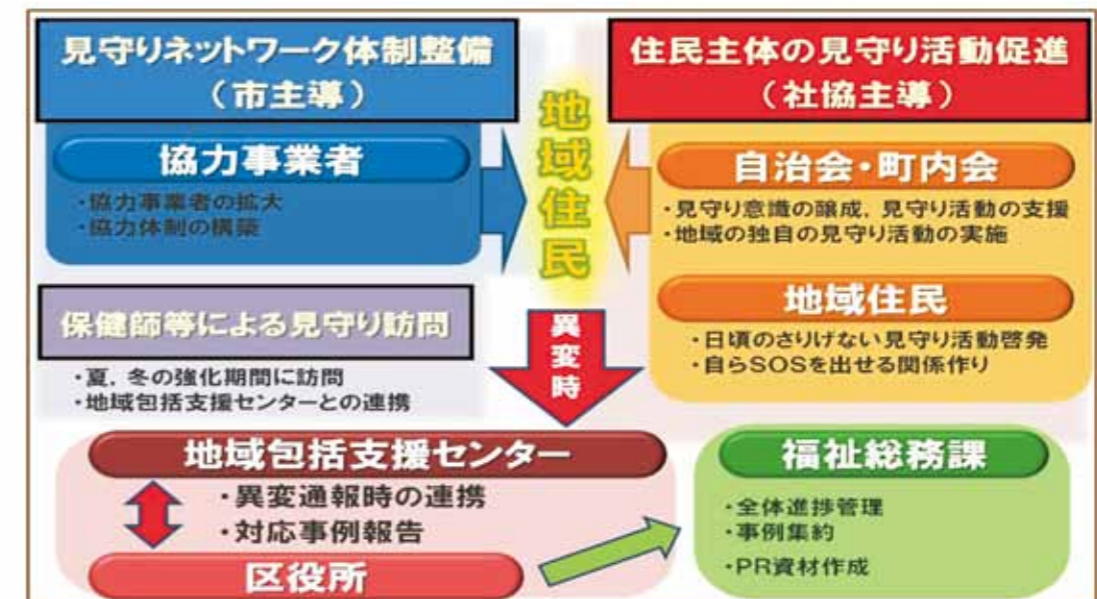 見守りネットワーク体制整備
（市主導）
協力事業者
・協力事業者の拡大
・協力体制の構築
保健師等による見守り訪問
・夏，冬の強化期間に訪問
・地域包括支援センターとの連携
地域住民
異変時
住民主体の見守り活動促進
（社協主導）
自治会・町内会
・見守り意識の醸成，見守り活動の支援
・地域の独自の見守り活動の実施
地域住民
・日頃のさりげない見守り活動啓発
・自らSOSを出せる関係作り
地域包括支援センター
・異変通報時の連携
・対応事例報告
区役所
福祉総務課
・全体進捗管理
・事例集約
・PR資材作成